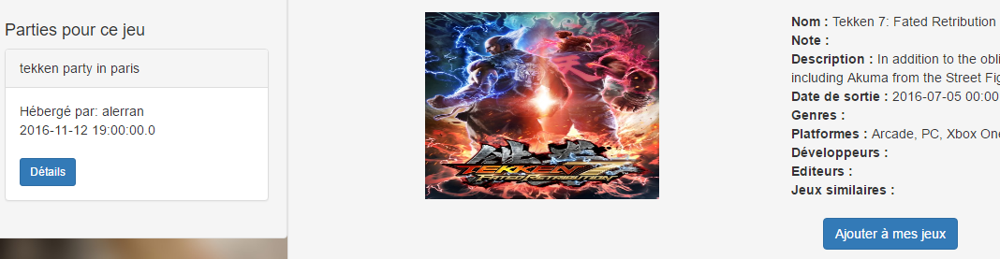 Parties pour ce jeu
tekken party in paris
Hébergé par: alerran
2016-11-12 19:00:00.0
Détails
鉄拳
TEKKEN 7
FATED RETRIBUTION
Nom : Tekken 7: Fated Retribution
Note :
Description : In addition to the obli
including Akuma from the Street Fig
Date de sortie : 2016-07-05 00:00
Genres :
Platformes : Arcade, PC, Xbox One
Développeurs :
Editeurs :
Jeux similaires :
Ajouter à mes jeux